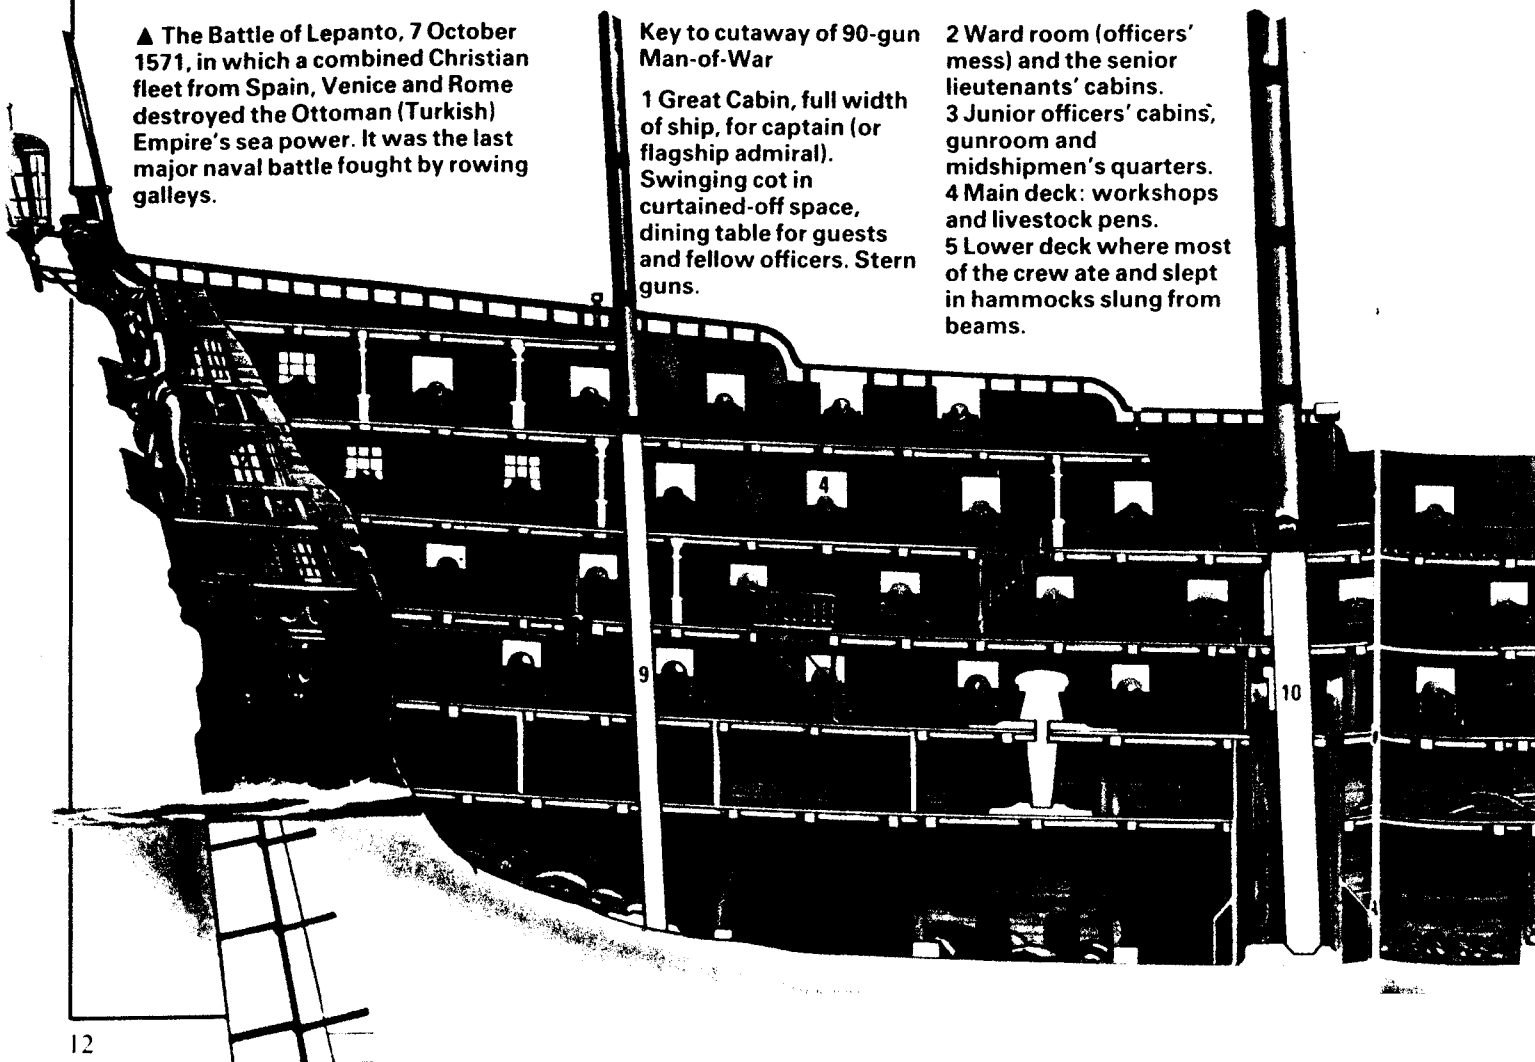 ▲ The Battle of Lepanto, 7 October
1571, in which a combined Christian
fleet from Spain, Venice and Rome
destroyed the Ottoman (Turkish)
Empire's sea power. It was the last
major naval battle fought by rowing
galleys.
Key to cutaway of 90-gun
Man-of-War
1 Great Cabin, full width
of ship, for captain (or
flagship admiral).
Swinging cot in
curtained-off space,
dining table for guests
and fellow officers. Stern
guns.
2 Ward room (officers'
mess) and the senior
lieutenants' cabins.
3 Junior officers' cabins,
gunroom and
midshipmen's quarters.
4 Main deck: workshops
and livestock pens.
5 Lower deck where most
of the crew ate and slept
in hammocks slung from
beams.
4
9
10
12